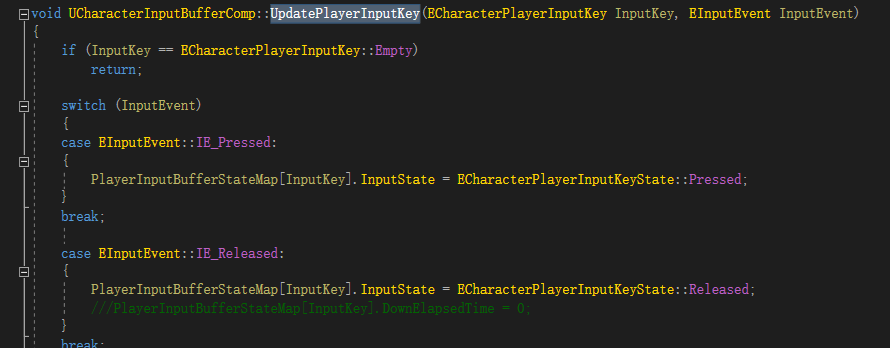 void UCharacterInputBufferComp::UpdatePlayerInputKey(ECharacterPlayerInputKey InputKey, EInputEvent InputEvent)
{
if (InputKey == ECharacterPlayerInputKey::Empty)
return;
switch (InputEvent)
{
case EInputEvent::IE_Pressed:
{
PlayerInputBufferStateMap[InputKey].InputState = ECharacterPlayerInputKeyState::Pressed;
}
break;
case EInputEvent::IE_Released:
{
PlayerInputBufferStateMap[InputKey].InputState = ECharacterPlayerInputKeyState::Released;
///PlayerInputBufferStateMap[InputKey].DownElapsedTime = 0;
}
break;